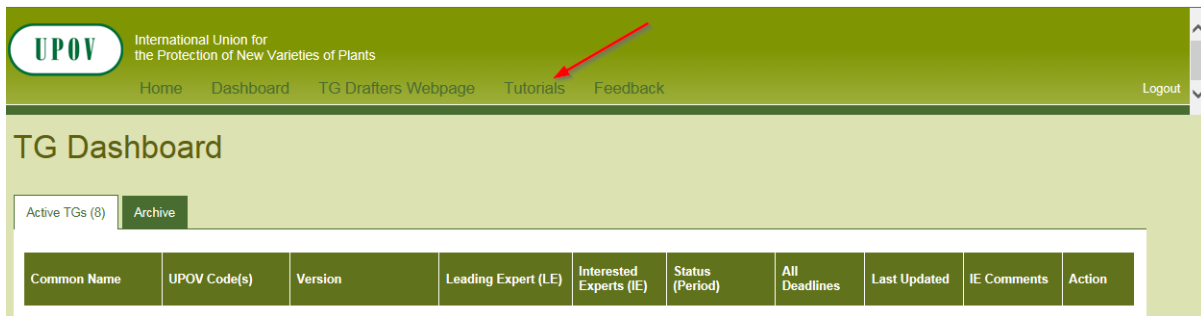 UPOV
International Union for
the Protection of New Varieties of Plants
Home Dashboard TG Drafters Webpage Tutorials Feedback
Logout
TG Dashboard
Active TGs (8) Archive
Common Name UPOV Code(s) Version Leading Expert (LE) Interested Experts (IE) Status (Period) All Deadlines Last Updated IE Comments Action